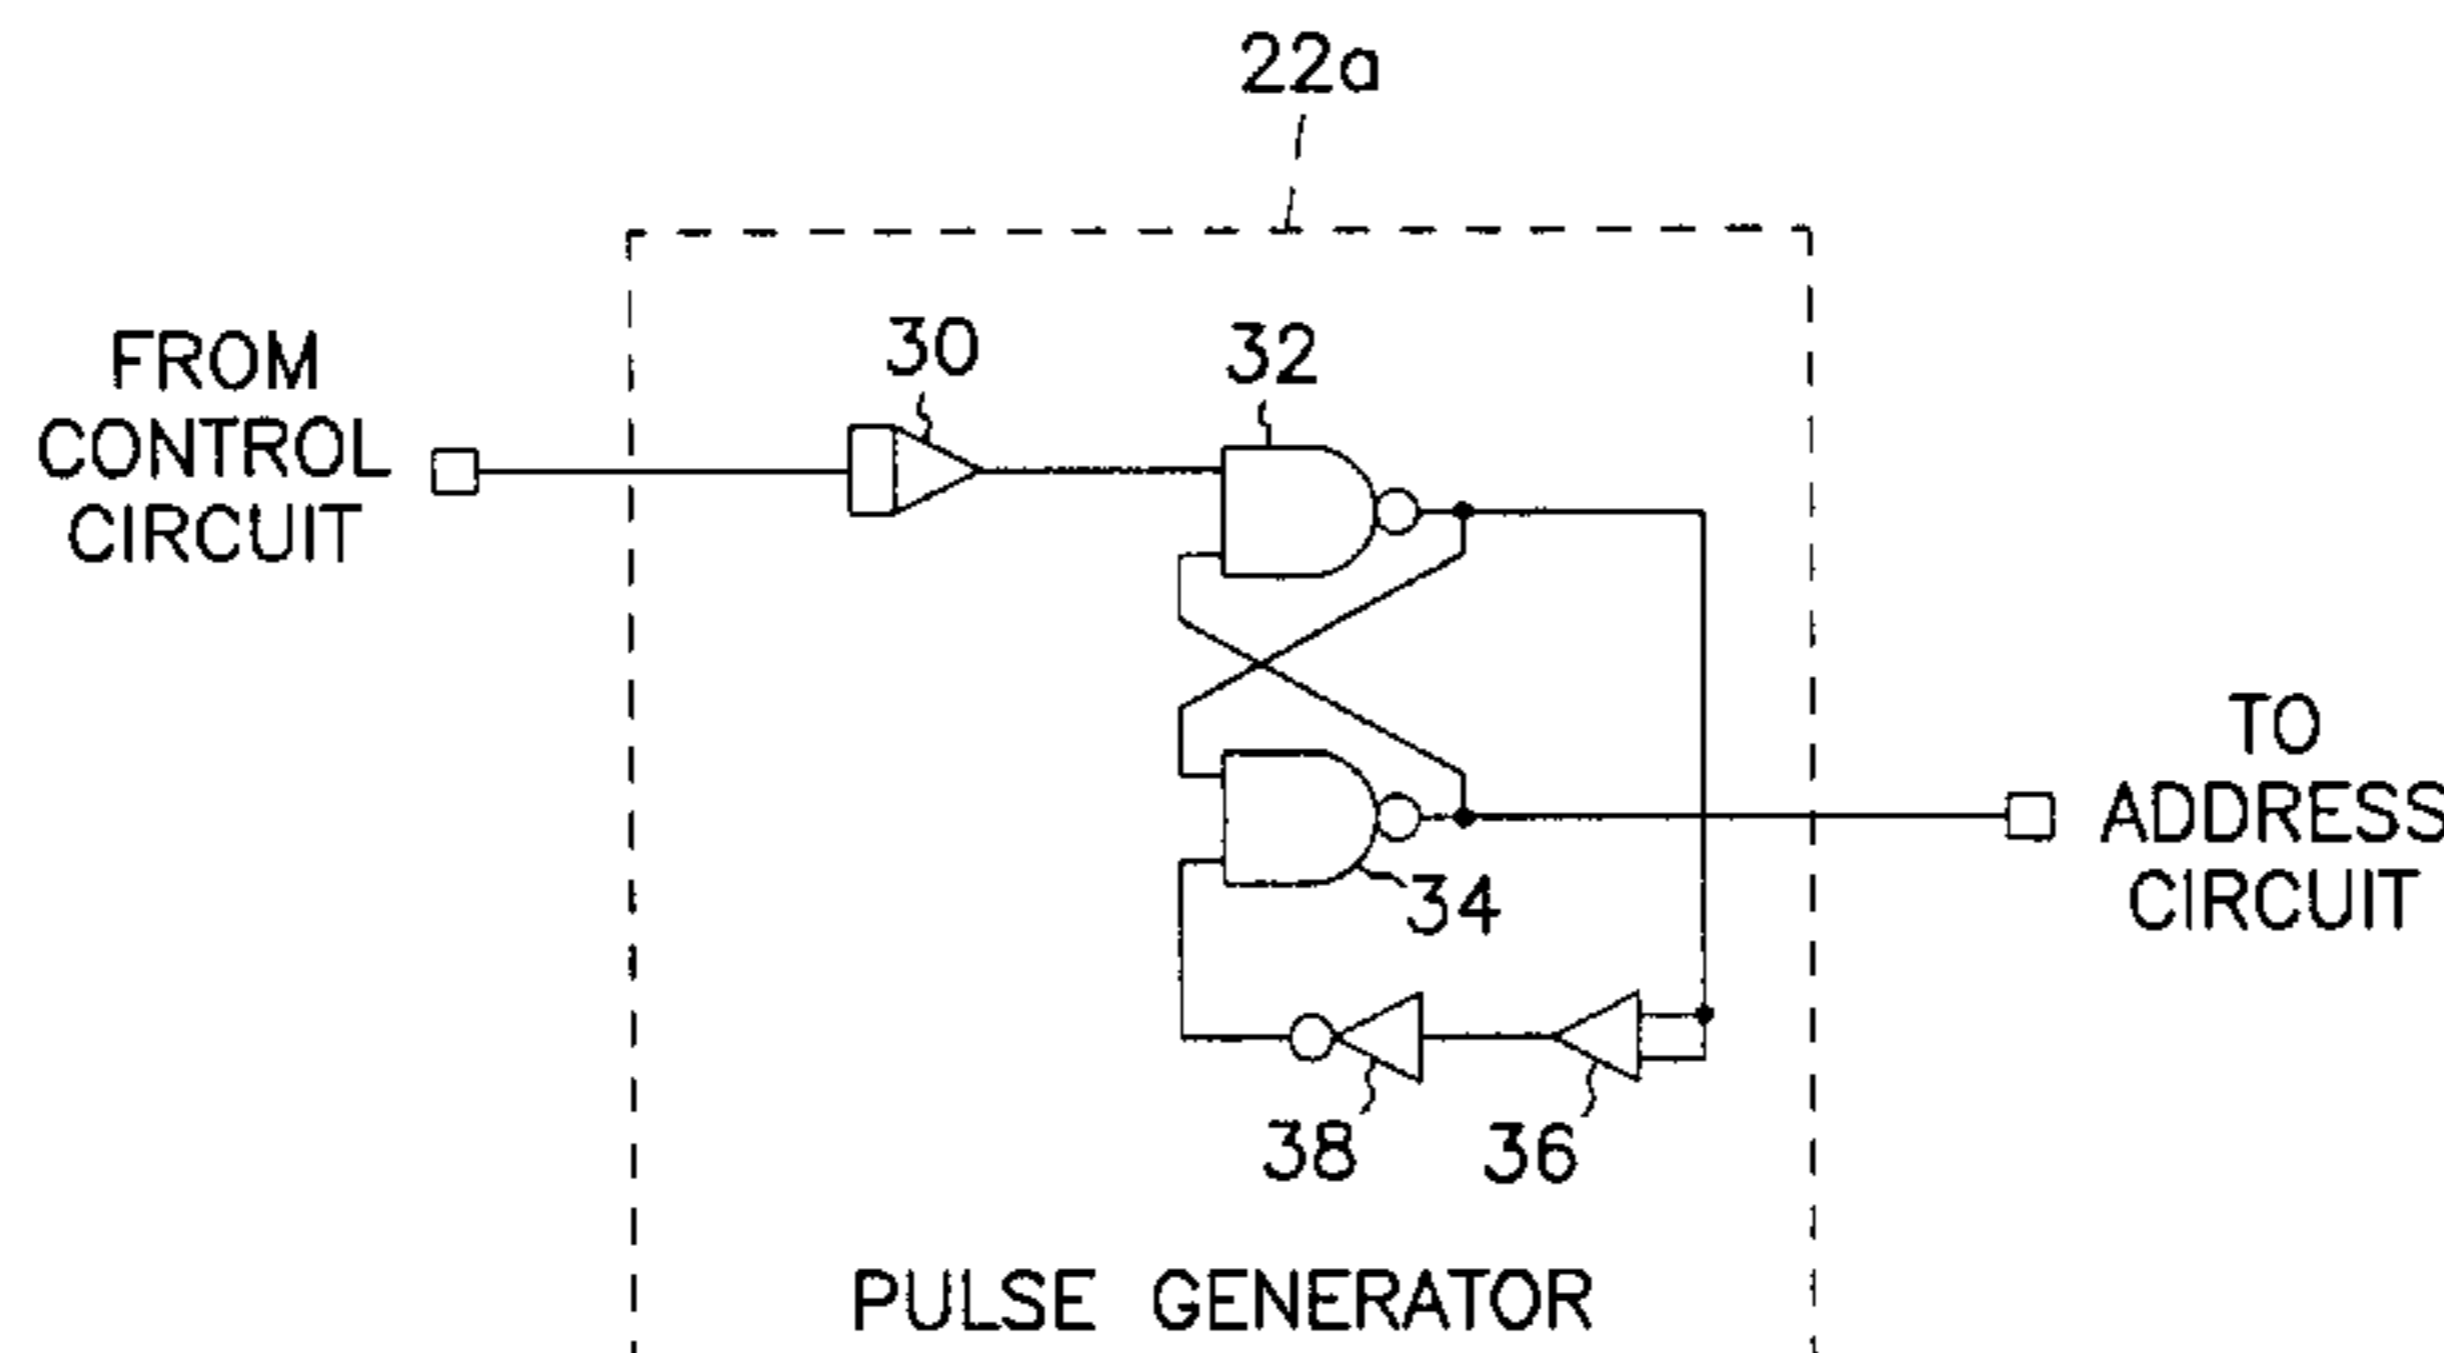 22a
FROM
CONTROL
CIRCUIT
30
32
TO
ADDRESS
CIRCUIT
34
38
36
PULSE GENERATOR